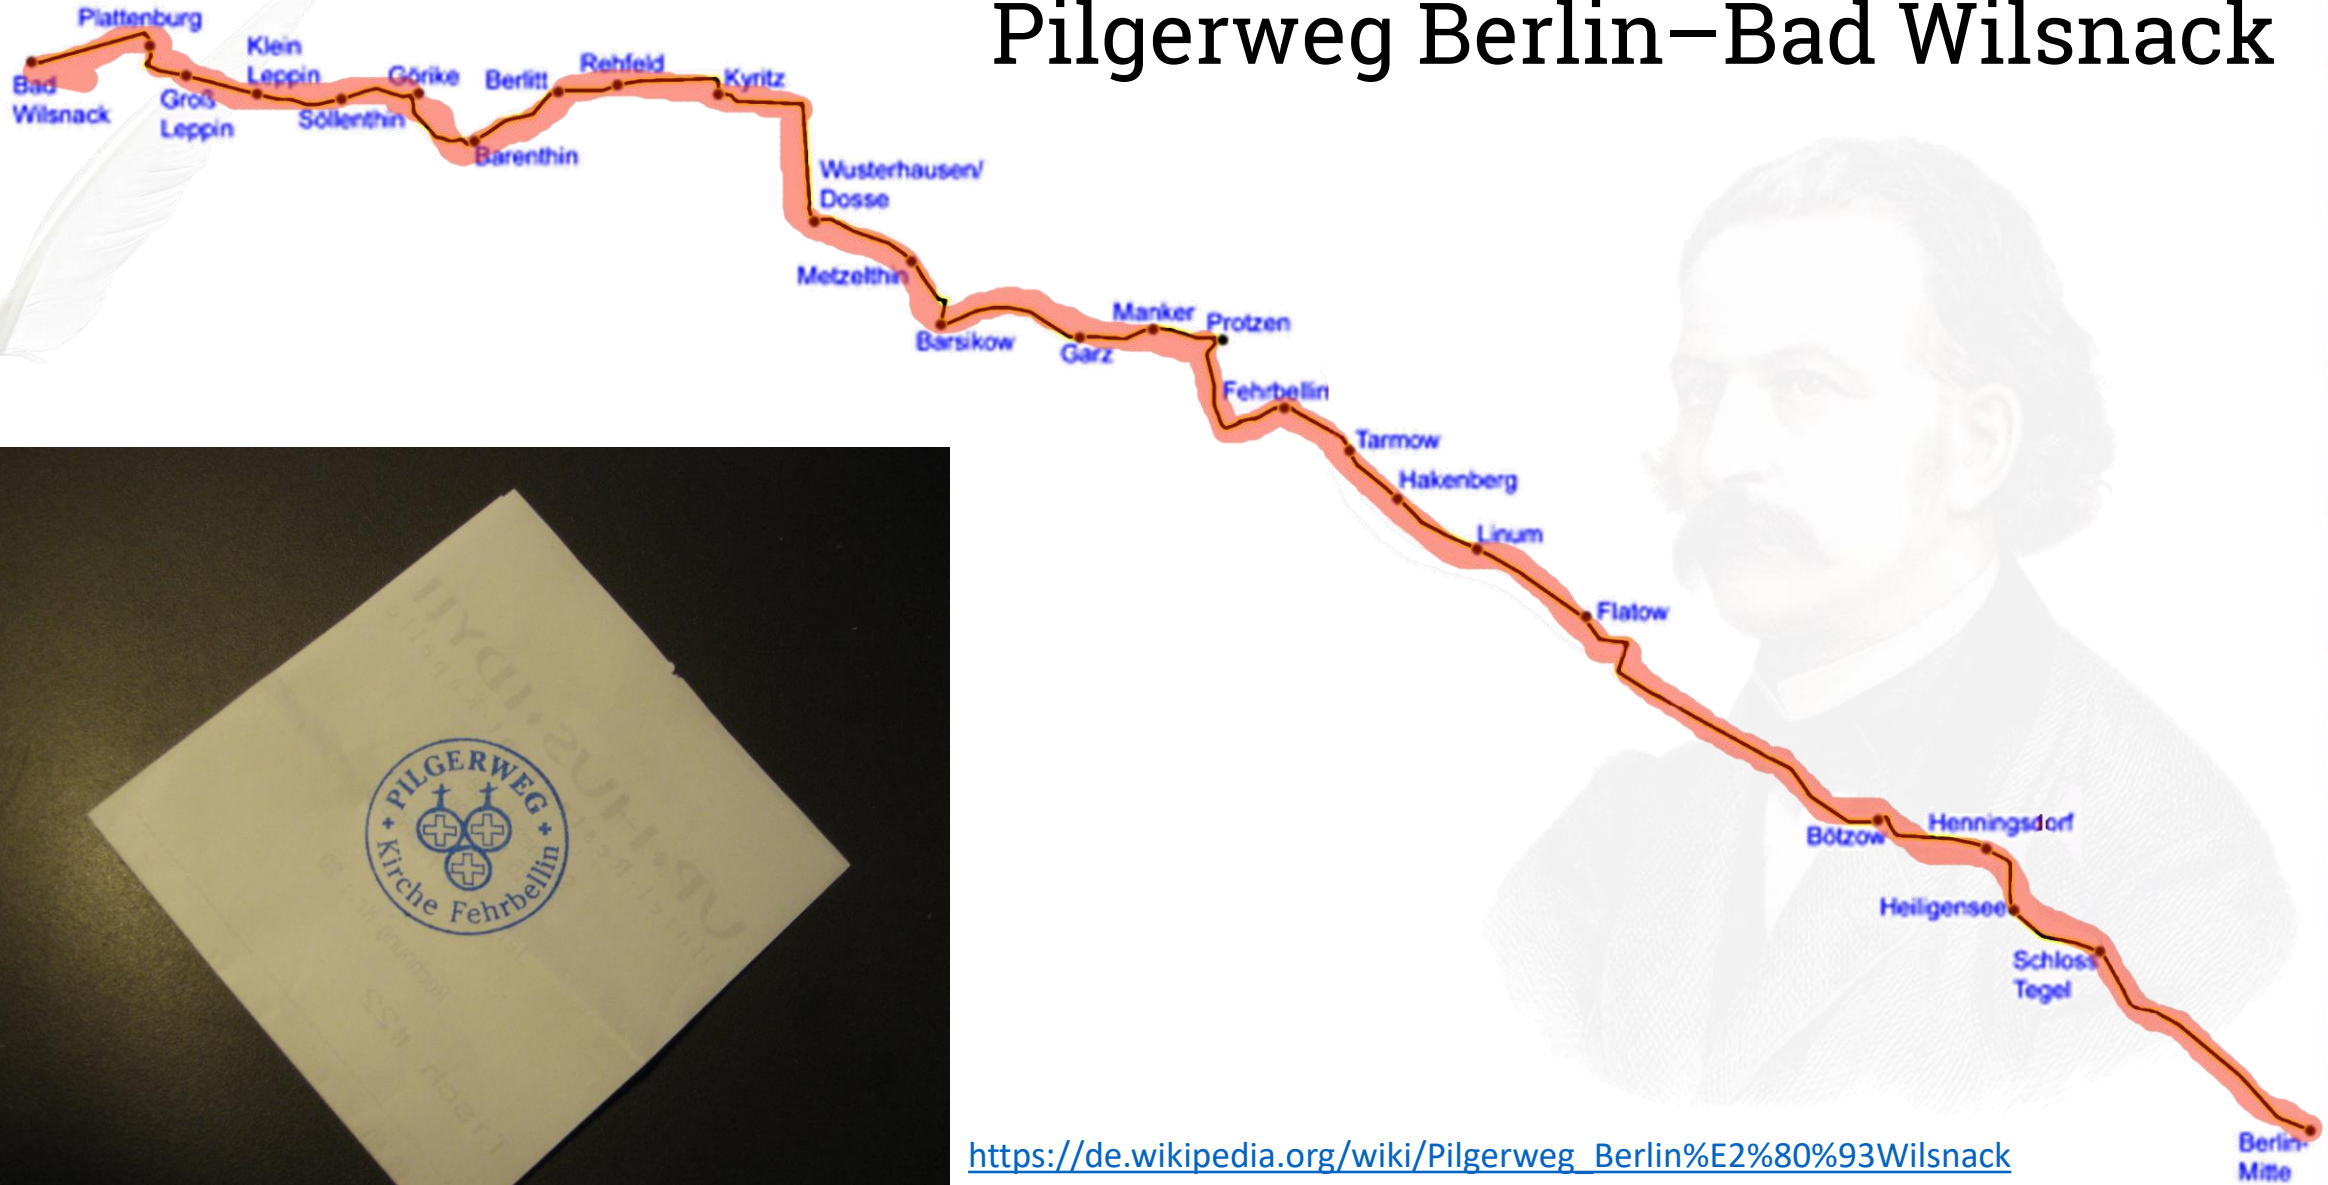 Pilgerweg Berlin–Bad Wilsnack
Plattenburg
Bad
Wilsnack
Groß
Leppin
Klein
Leppin
Söllenthin
Görike
Barenthin
Berlitt
Rehfeld
Kyritz
Wusterhausen/
Dosse
Metzelthin
Barsikow
Garz
Manker
Protzen
Fehrbellin
Tarmow
Hakenberg
Linum
Flatow
Bötzow
Henningsdorf
Heiligensee
Schloss
Tegel
Berlin-
Mitte
+ PILGERWEG +
Kirche Fehrbellin
https://de.wikipedia.org/wiki/Pilgerweg_Berlin%E2%80%93Wilsnack